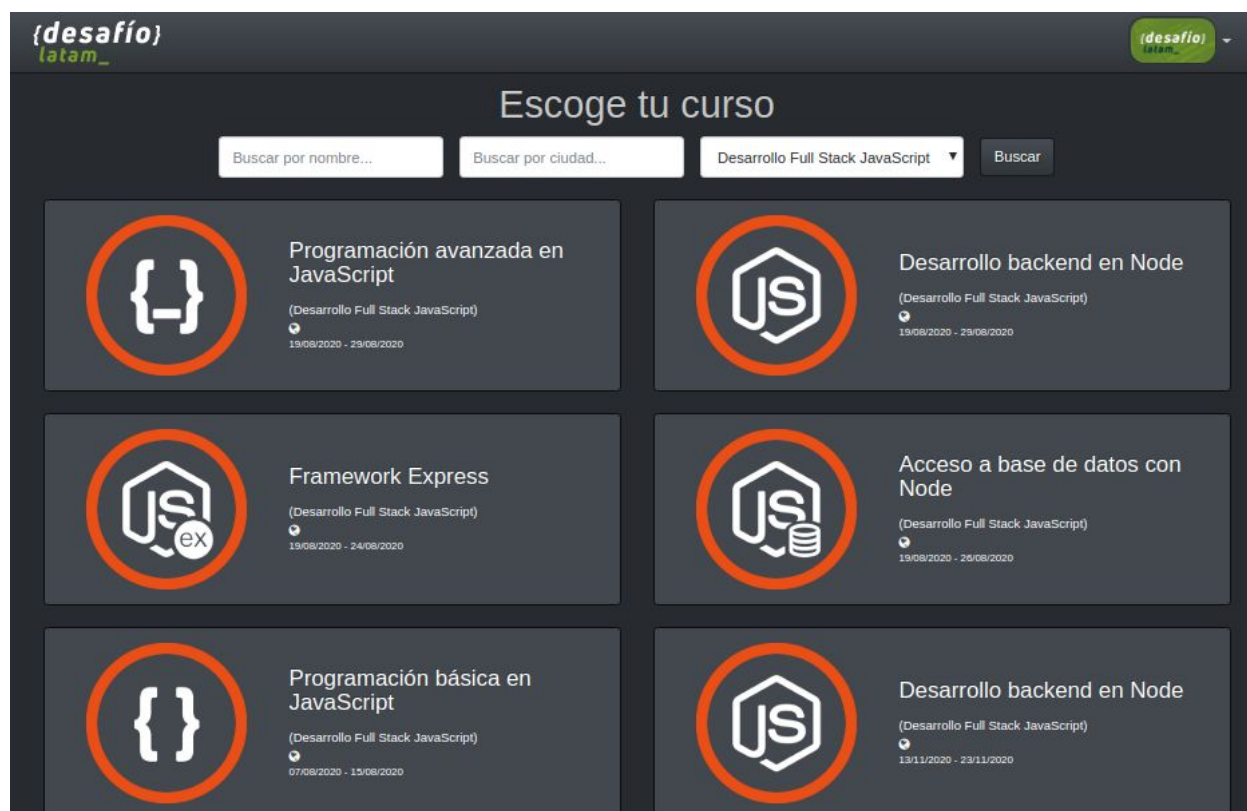 {desafío}
latam_
{desafío}
latam_
Escoge tu curso
Buscar por nombre...
Buscar por ciudad...
Desarrollo Full Stack JavaScript
Buscar
{_}
Programación avanzada en
JavaScript
(Desarrollo Full Stack JavaScript)
19/08/2020 - 29/08/2020
JS
Desarrollo backend en Node
(Desarrollo Full Stack JavaScript)
19/08/2020 - 29/08/2020
JS
ex
Framework Express
(Desarrollo Full Stack JavaScript)
19/08/2020 - 24/08/2020
JS
Acceso a base de datos con
Node
(Desarrollo Full Stack JavaScript)
19/08/2020 - 26/08/2020
{ }
Programación básica en
JavaScript
(Desarrollo Full Stack JavaScript)
07/08/2020 - 15/08/2020
JS
Desarrollo backend en Node
(Desarrollo Full Stack JavaScript)
13/11/2020 - 23/11/2020